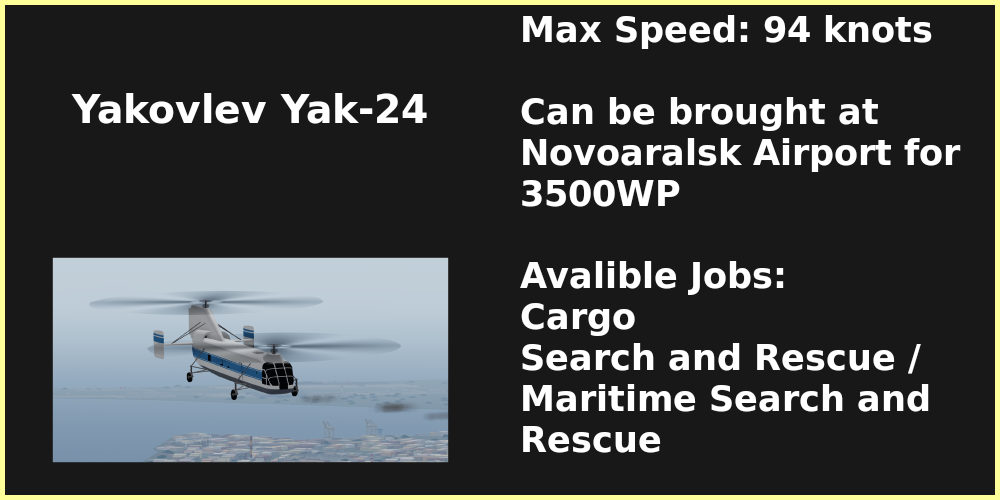 Yakovlev Yak-24
Max Speed: 94 knots
Can be brought at
Novoaralsk Airport for
3500WP
Avalible Jobs:
Cargo
Search and Rescue /
Maritime Search and
Rescue